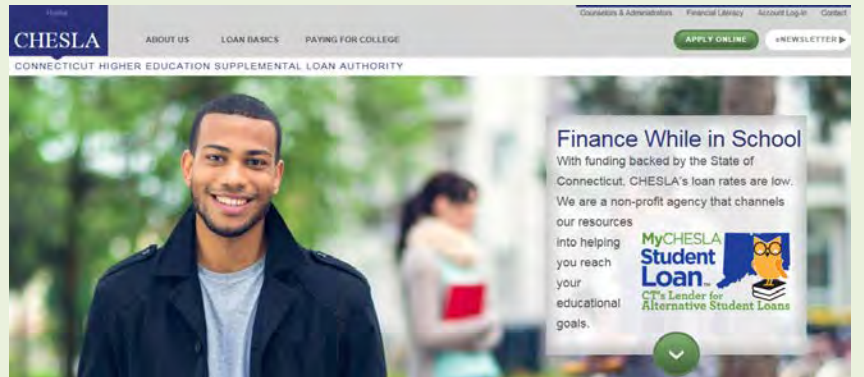 Home
Counselors & Administrators Financial Literacy Account Log-In Contact
CHESLA
ABOUT US LOAN BASICS PAYING FOR COLLEGE
APPLY ONLINE eNEWSLETTER
CONNECTICUT HIGHER EDUCATION SUPPLEMENTAL LOAN AUTHORITY
Finance While in School
With funding backed by the State of
Connecticut, CHESLA's loan rates are low.
We are a non-profit agency that channels
our resources
into helping
you reach
your
educational
goals.
MyCHESLA
Student
Loan™
CT's Lender for
Alternative Student Loans